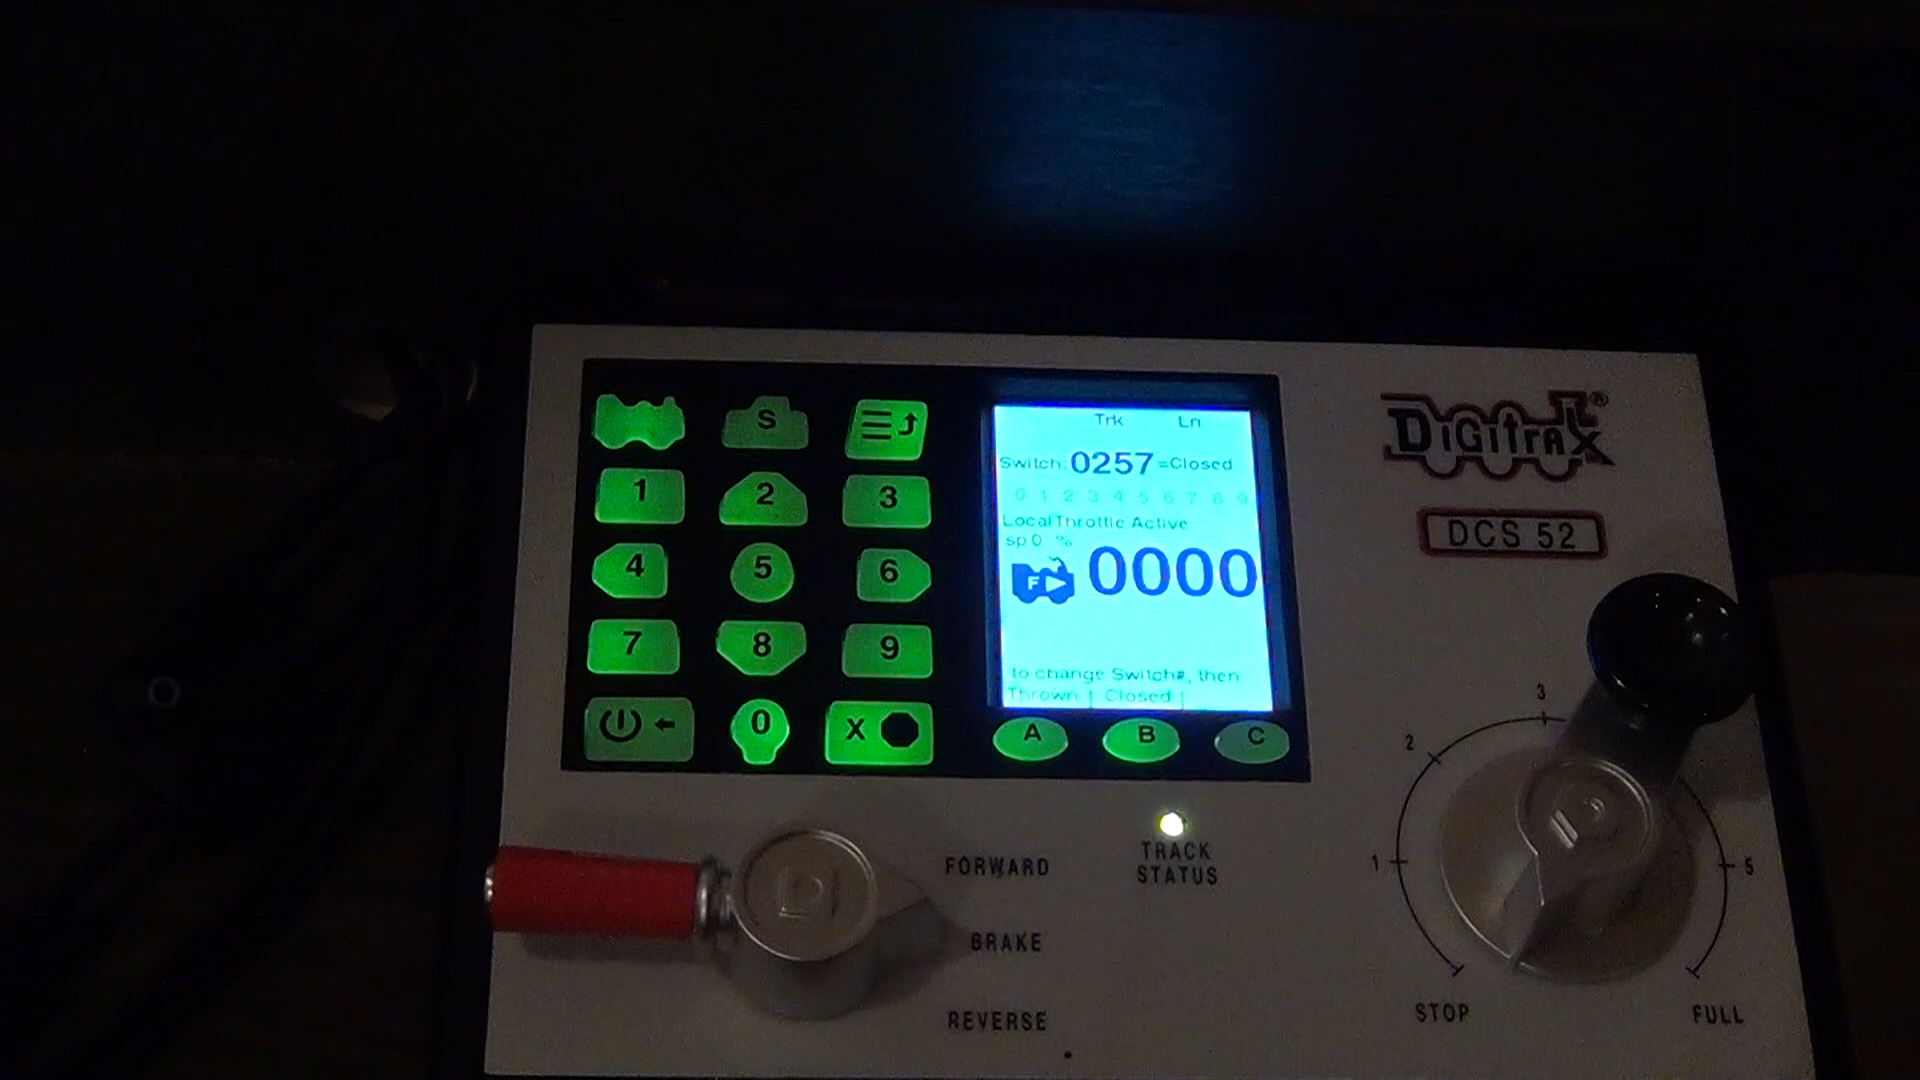 S
1 2 3
4 5 6
7 8 9
0 X
Trk Ln
Switch: 0257 =Closed
0 1 2 3 4 5 6 7 8 9
Local Throttle Active
sp 0 %
F 0000
to change Switch#, then
Thrown | Closed |
A B C
DIGITRAX®
DCS 52
FORWARD
BRAKE
REVERSE
TRACK
STATUS
1 2 3 5
STOP FULL